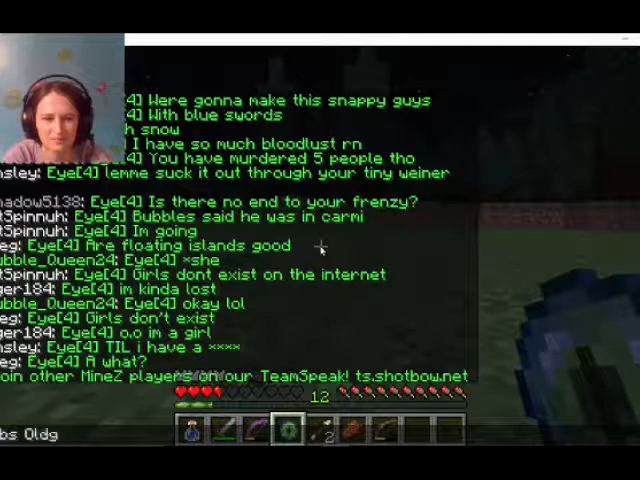 [4] Were gonna make this snappy guys
[4] With blue swords
h snow
I have so much bloodlust rn
[4] You have murdered 5 people tho
nsley: Eye[4] lemme suck it out through your tiny weiner
hadow5138: Eye[4] Is there no end to your frenzy?
tSpinnuh: Eye[4] Bubbles said he was in carmi
tSpinnuh: Eye[4] Im going
eg: Eye[4] Are floating islands good
ubble_Queen24: Eye[4] *she
tSpinnuh: Eye[4] Girls dont exist on the internet
ger184: Eye[4] im kinda lost
ubble_Queen24: Eye[4] okay lol
eg: Eye[4] Girls don't exist
ger184: Eye[4] o.o im a girl
nsley: Eye[4] TIL i have a ****
eg: Eye[4] A what?
oin other MineZ players on our TeamSpeak! ts.shotbow.net
12
2
bs Oldg